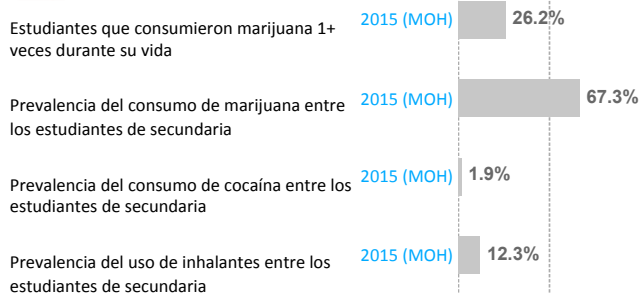 Estudiantes que consumieron marijuana 1+
veces durante su vida
2015 (MOH)
26.2%
Prevalencia del consumo de marijuana entre
los estudiantes de secundaria
2015 (MOH)
67.3%
Prevalencia del consumo de cocaína entre los
estudiantes de secundaria
2015 (MOH)
1.9%
Prevalencia del uso de inhalantes entre los
estudiantes de secundaria
2015 (MOH)
12.3%